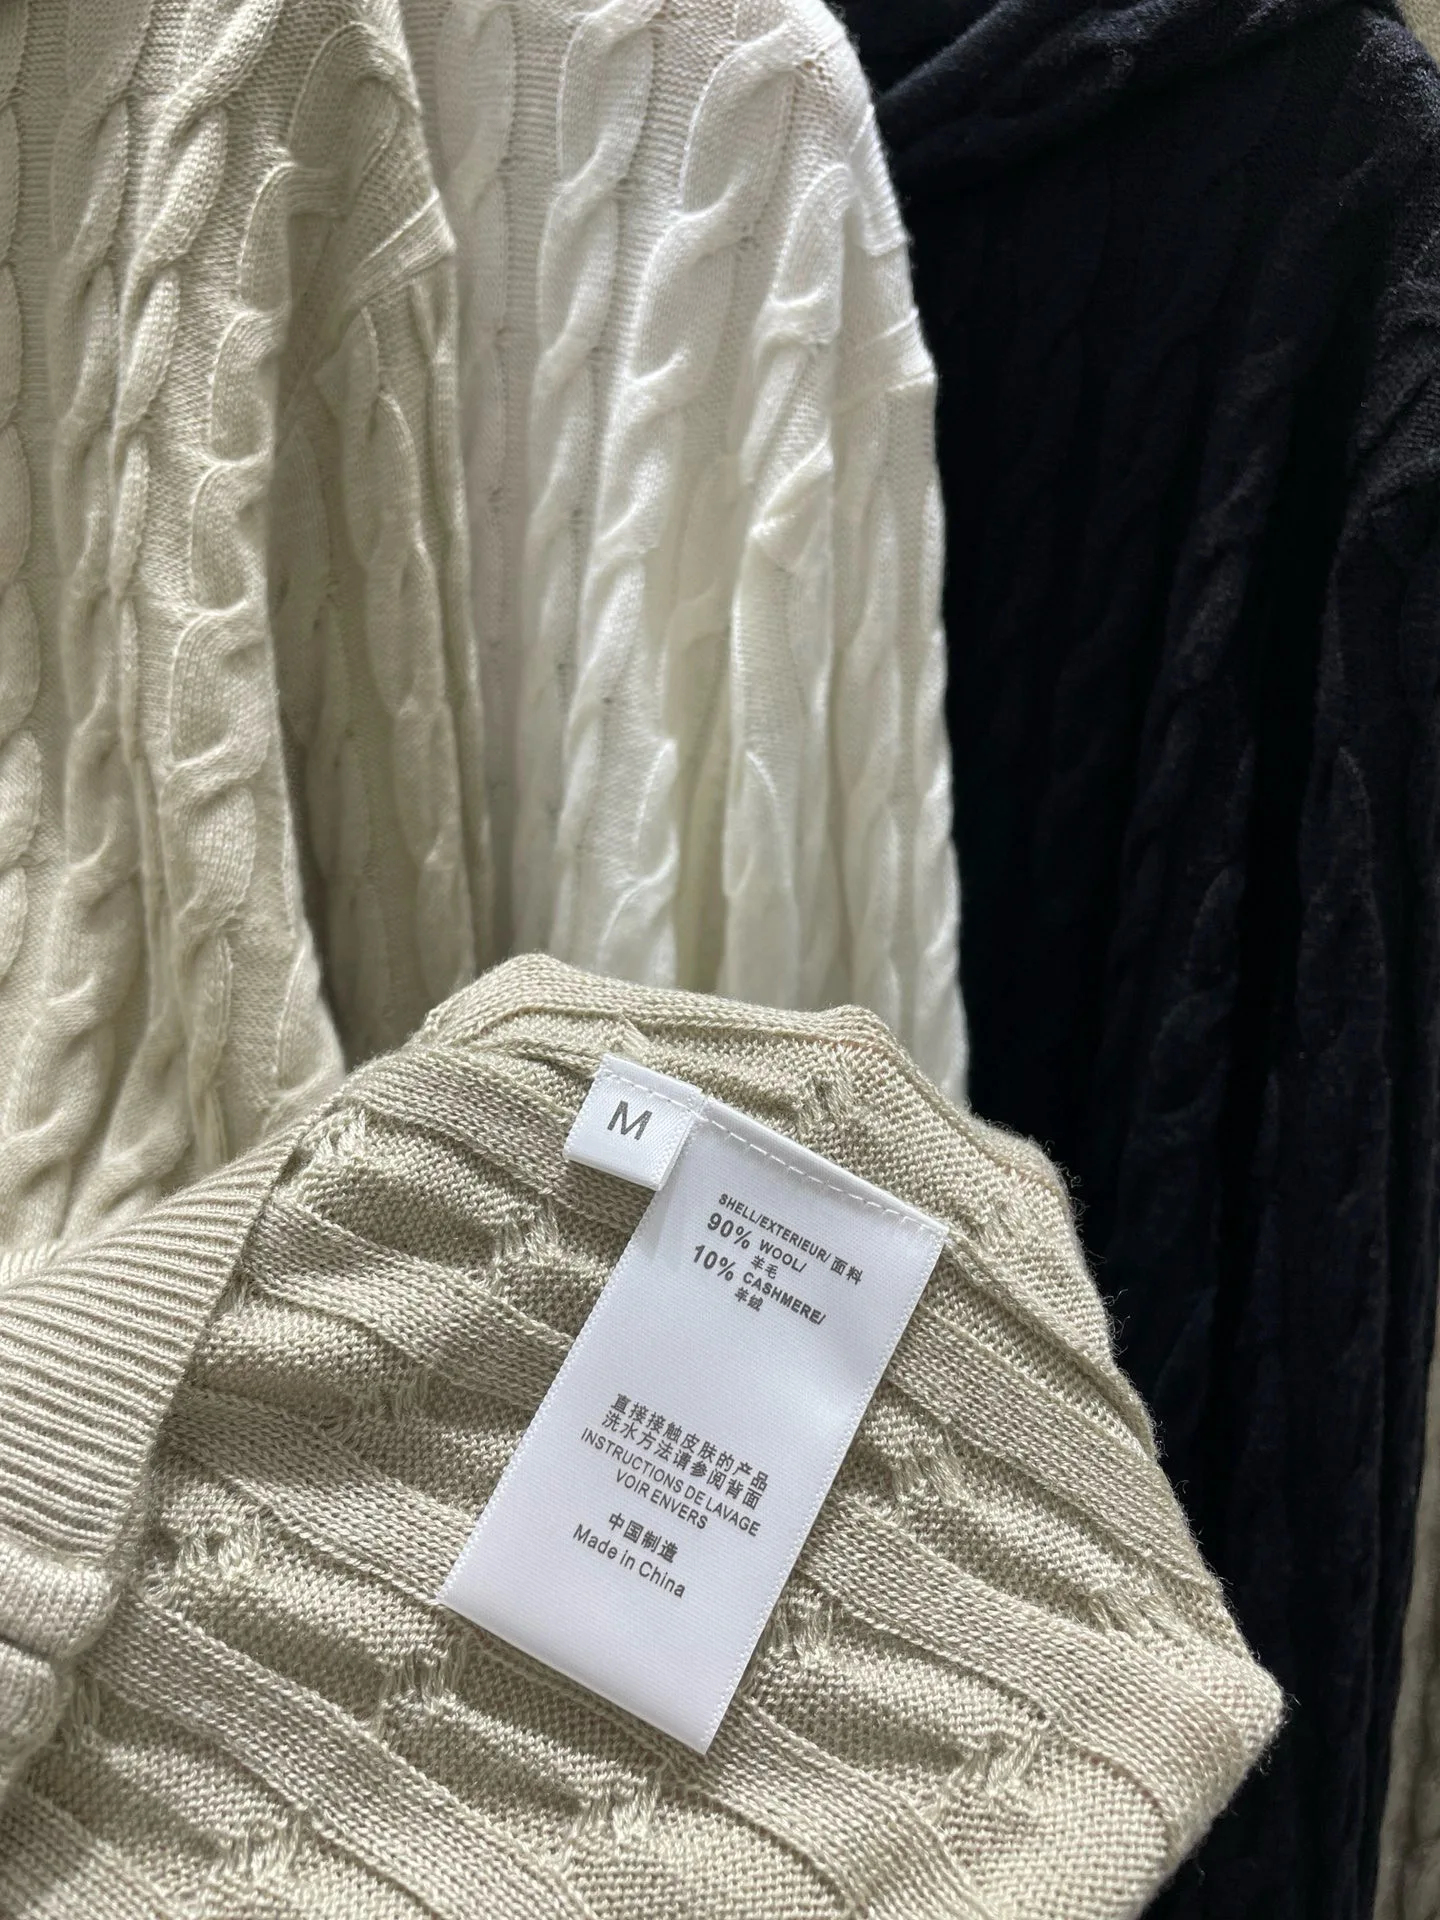 M
SHELL/EXTERIEUR/ 面料
90% WOOL/
羊毛
10% CASHMERE/
羊绒
直接接触皮肤的产品
洗水方法请参阅背面
INSTRUCTIONS DE LAVAGE
VOIR ENVERS
中国制造
Made in China